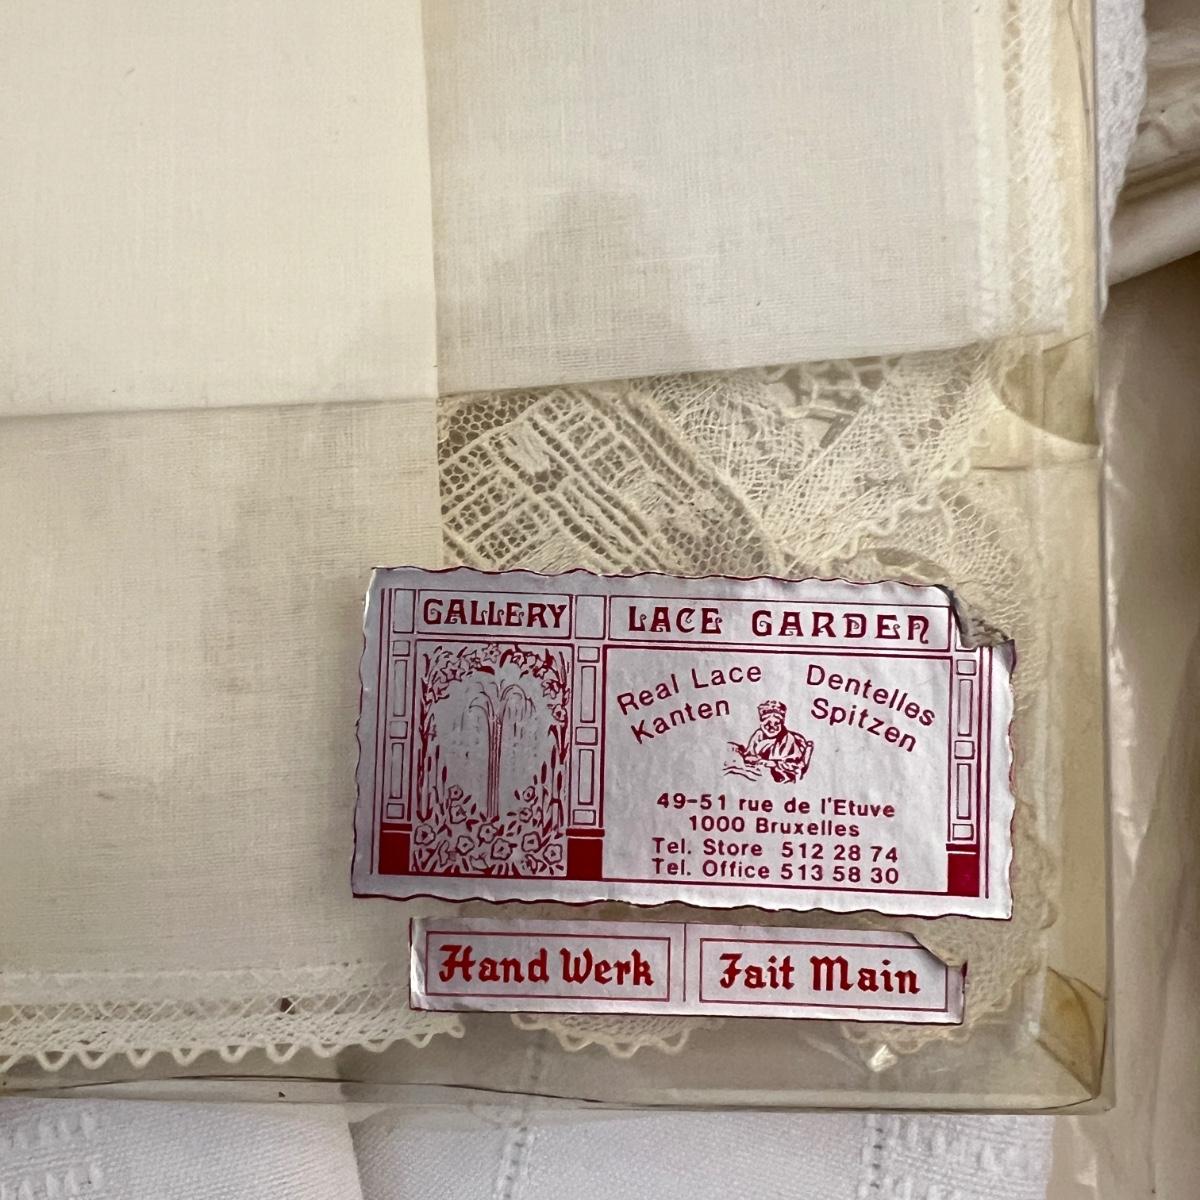 GALLERY LACE GARDEN
Real Lace Dentelles
Kanten Spitzen
49-51 rue de l'Etuve
1000 Bruxelles
Tel. Store 512 28 74
Tel. Office 513 58 30
Hand Werk Fait Main